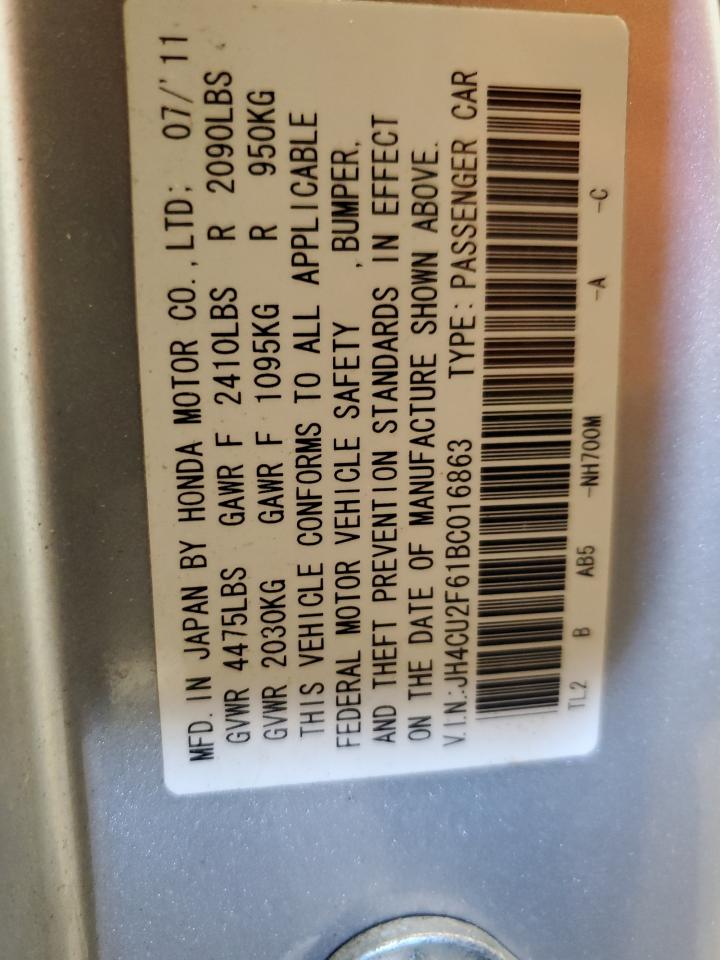 MFD. IN JAPAN BY HONDA MOTOR CO., LTD; 07/'11
GVWR 4475LBS GAWR F 2410LBS R 2090LBS
GVWR 2030KG GAWR F 1095KG R 950KG
THIS VEHICLE CONFORMS TO ALL APPLICABLE
FEDERAL MOTOR VEHICLE SAFETY , BUMPER,
AND THEFT PREVENTION STANDARDS IN EFFECT
ON THE DATE OF MANUFACTURE SHOWN ABOVE.
V.I.N.:JH4CU2F61BC016863 TYPE: PASSENGER CAR
TL2 B AB5 -NH700M -A -C